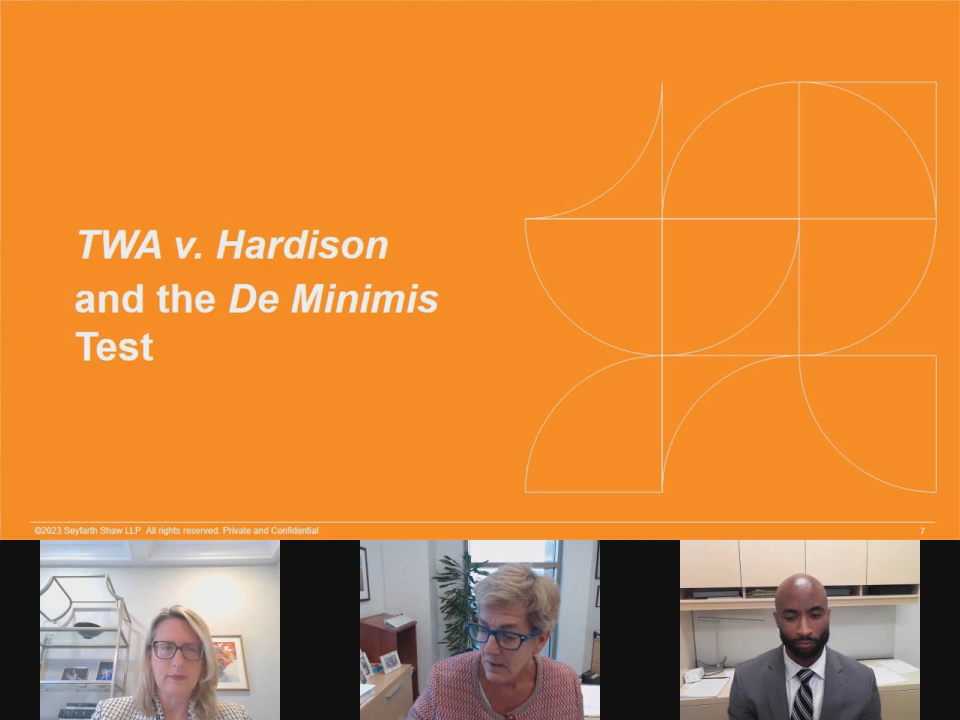 TWA v. Hardison
and the De Minimis
Test
©2023 Seyfarth Shaw LLP. All rights reserved. Private and Confidential
7